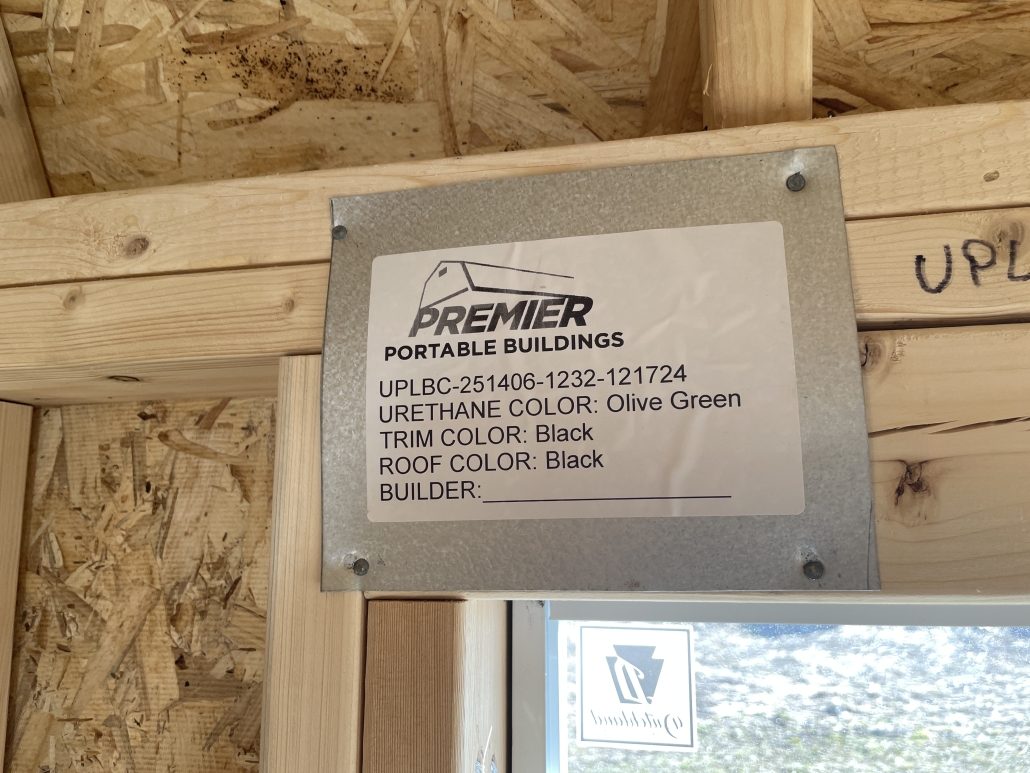 PREMIER
PORTABLE BUILDINGS
UPLBC-251406-1232-121724
URETHANE COLOR: Olive Green
TRIM COLOR: Black
ROOF COLOR: Black
BUILDER:
UPL
Dutchland